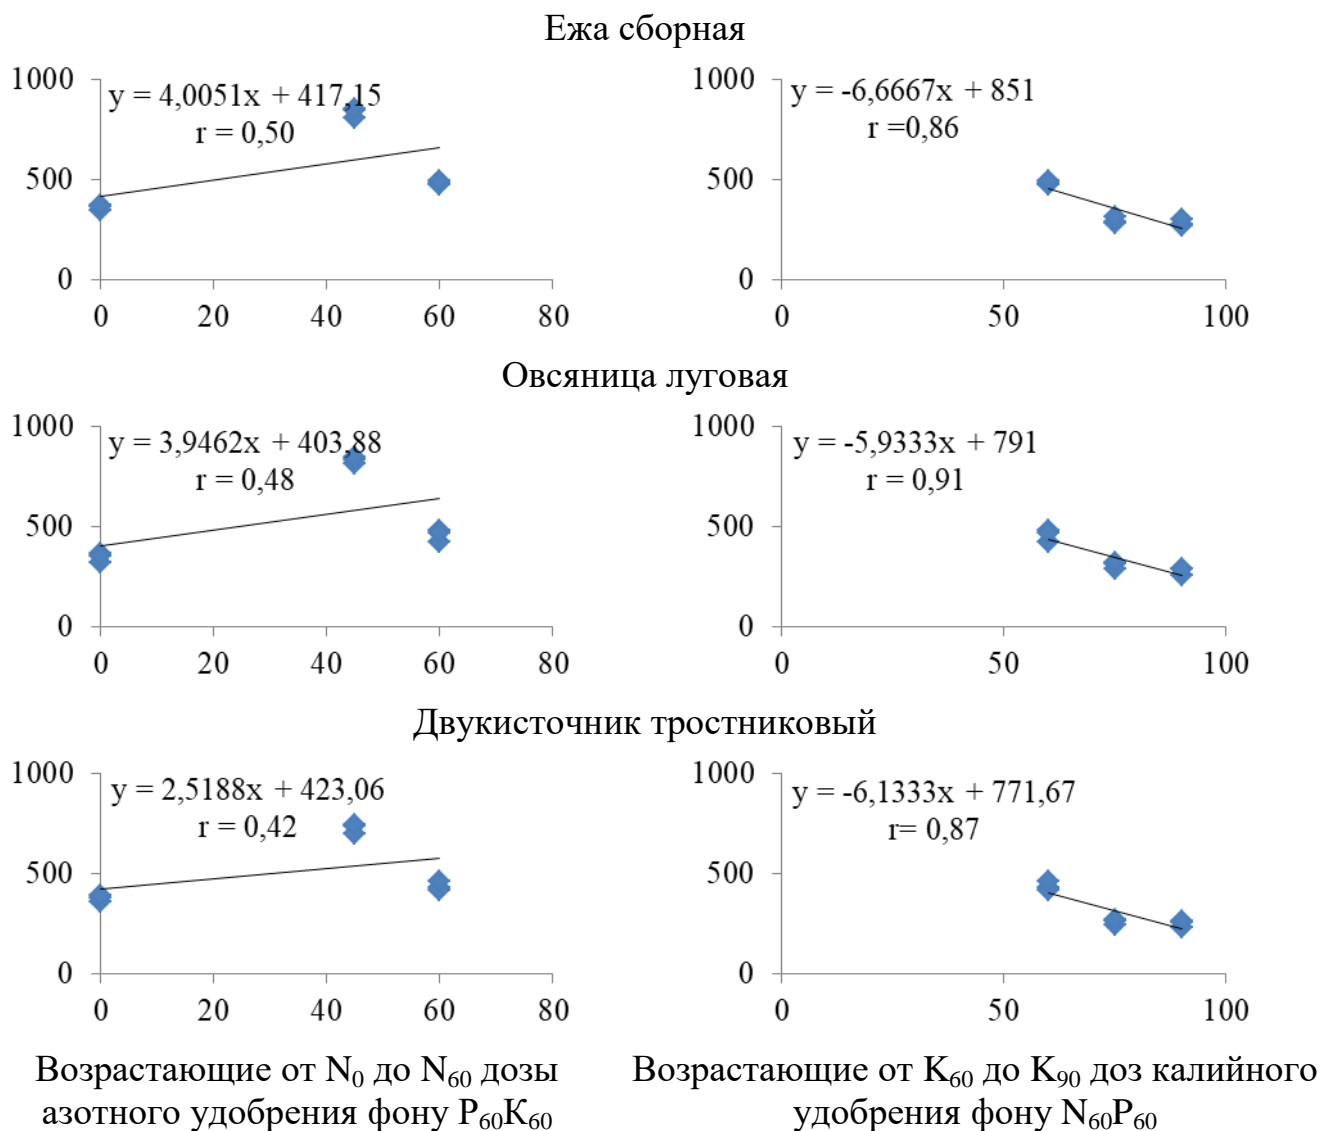 Ежа сборная
1000
y = 4,0051x + 417,15
r = 0,50
500
0
0 20 40 60 80
1000
y = -6,6667x + 851
r =0,86
500
0
0 50 100
Овсяница луговая
1000
y = 3,9462x + 403,88
r = 0,48
500
0
0 20 40 60 80
1000
y = -5,9333x + 791
r = 0,91
500
0
0 50 100
Двукисточник тростниковый
1000
y = 2,5188x + 423,06
r = 0,42
500
0
0 20 40 60 80
1000
y = -6,1333x + 771,67
r= 0,87
500
0
0 50 100
Возрастающие от N₀ до N₆₀ дозы
азотного удобрения фону Р₆₀К₆₀
Возрастающие от К₆₀ до К₉₀ доз калийного
удобрения фону N₆₀P₆₀